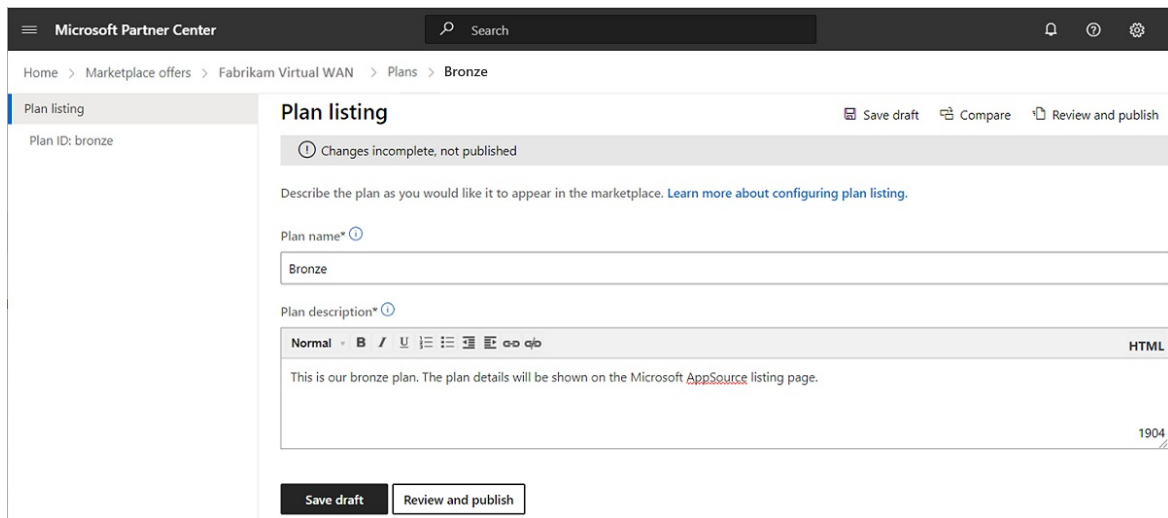 Microsoft Partner Center
Search
Home > Marketplace offers > Fabrikam Virtual WAN > Plans > Bronze
Plan listing
Plan ID: bronze
Plan listing
Save draft Compare Review and publish
Changes incomplete, not published
Describe the plan as you would like it to appear in the marketplace. Learn more about configuring plan listing.
Plan name*
Bronze
Plan description*
Normal B I U HTML
This is our bronze plan. The plan details will be shown on the Microsoft AppSource listing page.
1904
Save draft Review and publish